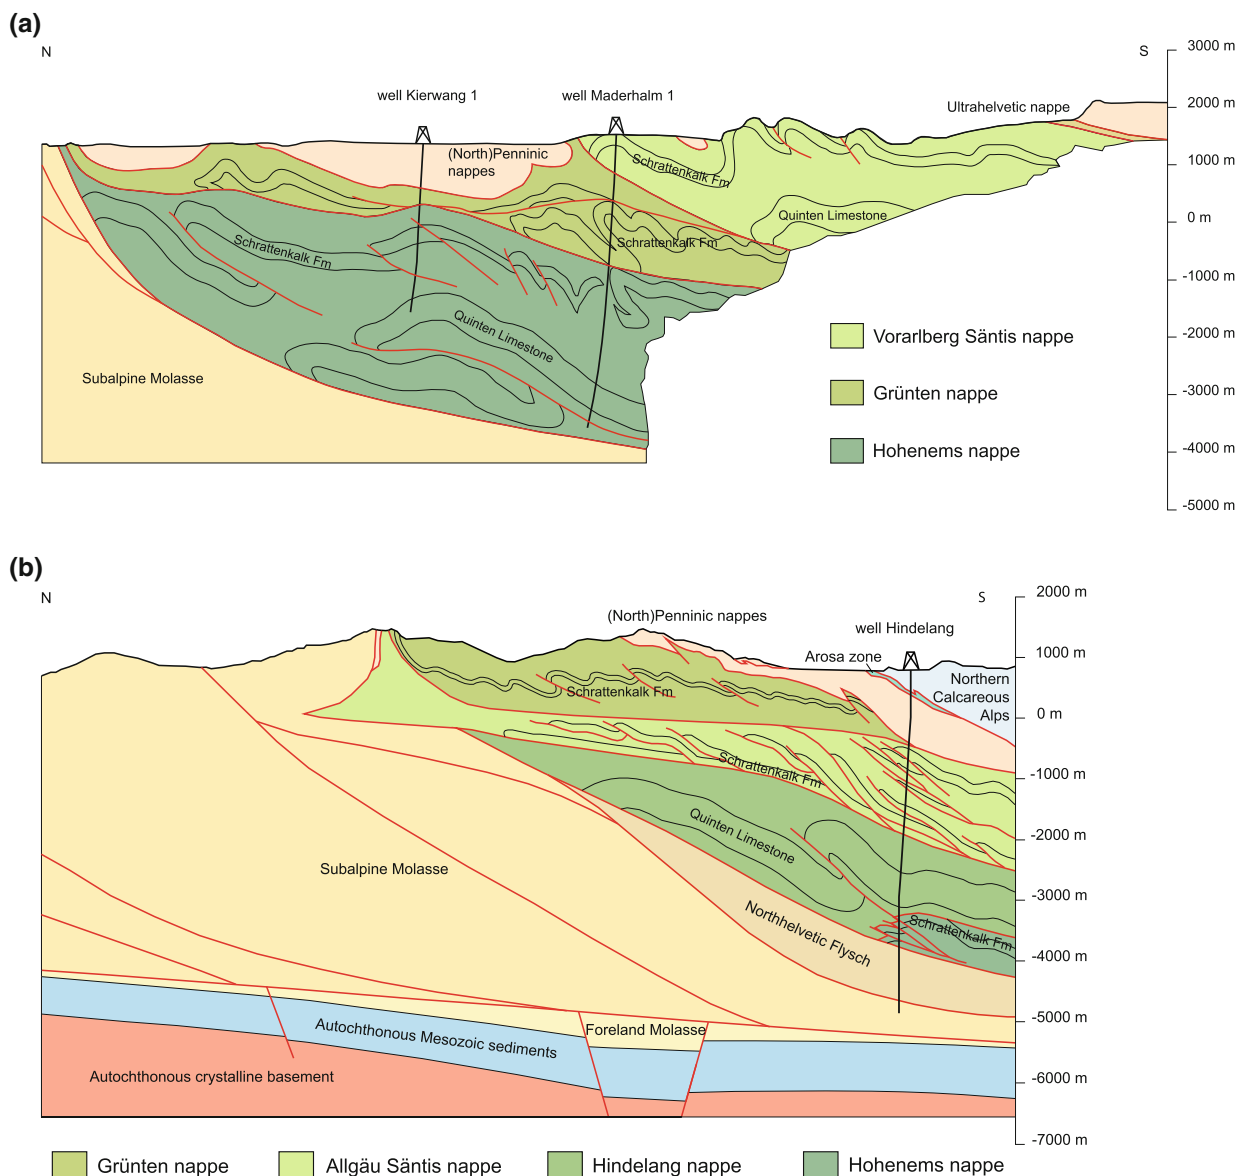 (a)
N
S
3000 m
well Kierwang 1
well Maderhalm 1
Ultrahelvetic nappe
2000 m
(North)Penninic
nappes
Schrattenkalk Fm
1000 m
Quinten Limestone
0 m
Schrattenkalk Fm
Schrattenkalk Fm
-1000 m
Quinten Limestone
-2000 m
Vorarlberg Säntis nappe
Subalpine Molasse
-3000 m
Grünten nappe
-4000 m
Hohenems nappe
-5000 m
(b)
N
S
2000 m
(North)Penninic nappes
well Hindelang
Arosa zone
1000 m
Northern
Calcareous
Alps
Schrattenkalk Fm
0 m
Schrattenkalk Fm
-1000 m
Quinten Limestone
-2000 m
Subalpine Molasse
-3000 m
Northhelvetic Flysch
Schrattenkalk Fm
-4000 m
Foreland Molasse
-5000 m
Autochthonous Mesozoic sediments
Autochthonous crystalline basement
-6000 m
-7000 m
Grünten nappe
Allgäu Säntis nappe
Hindelang nappe
Hohenems nappe